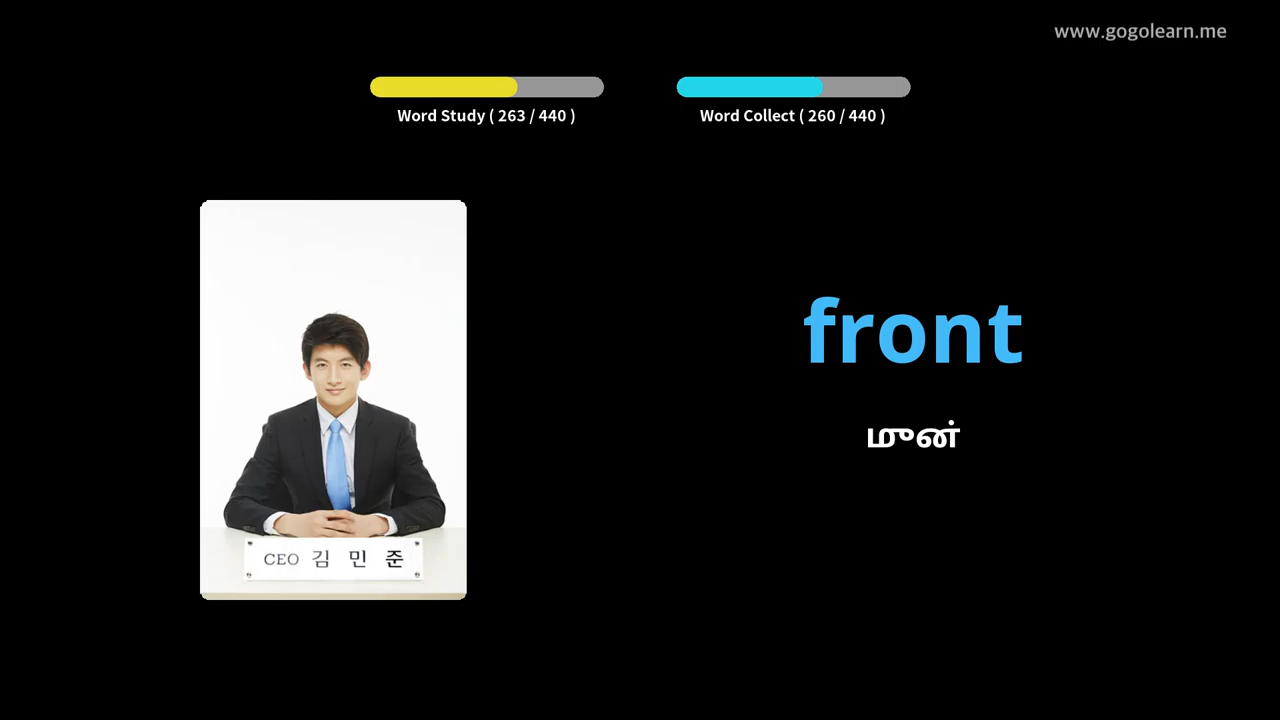 www.gogolearn.me
Word Study ( 263 / 440 )
Word Collect ( 260 / 440 )
front
முன்
CEO 김 민 준